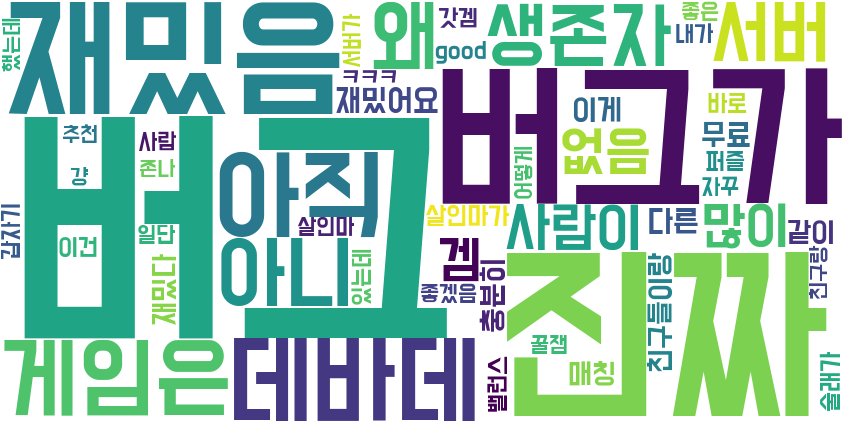 했는데
재밌음
서버가
왜
갓겜
good
생존자
좋은
내가
서버
ㅋㅋㅋ
재밌어요
버그가
이게
바로
없음
무료
퍼즐
자꾸
어떻게
버그
추천
걍
이건
사람
존나
일단
재밌다
갑자기
아직
살인마
아니
있는데
살인마가
겜
좋겠음
충분히
사람이
다른
많이
같이
친구랑
친구들이랑
진짜
꿀잼
매칭
밸런스
술래가
게임은
데바데